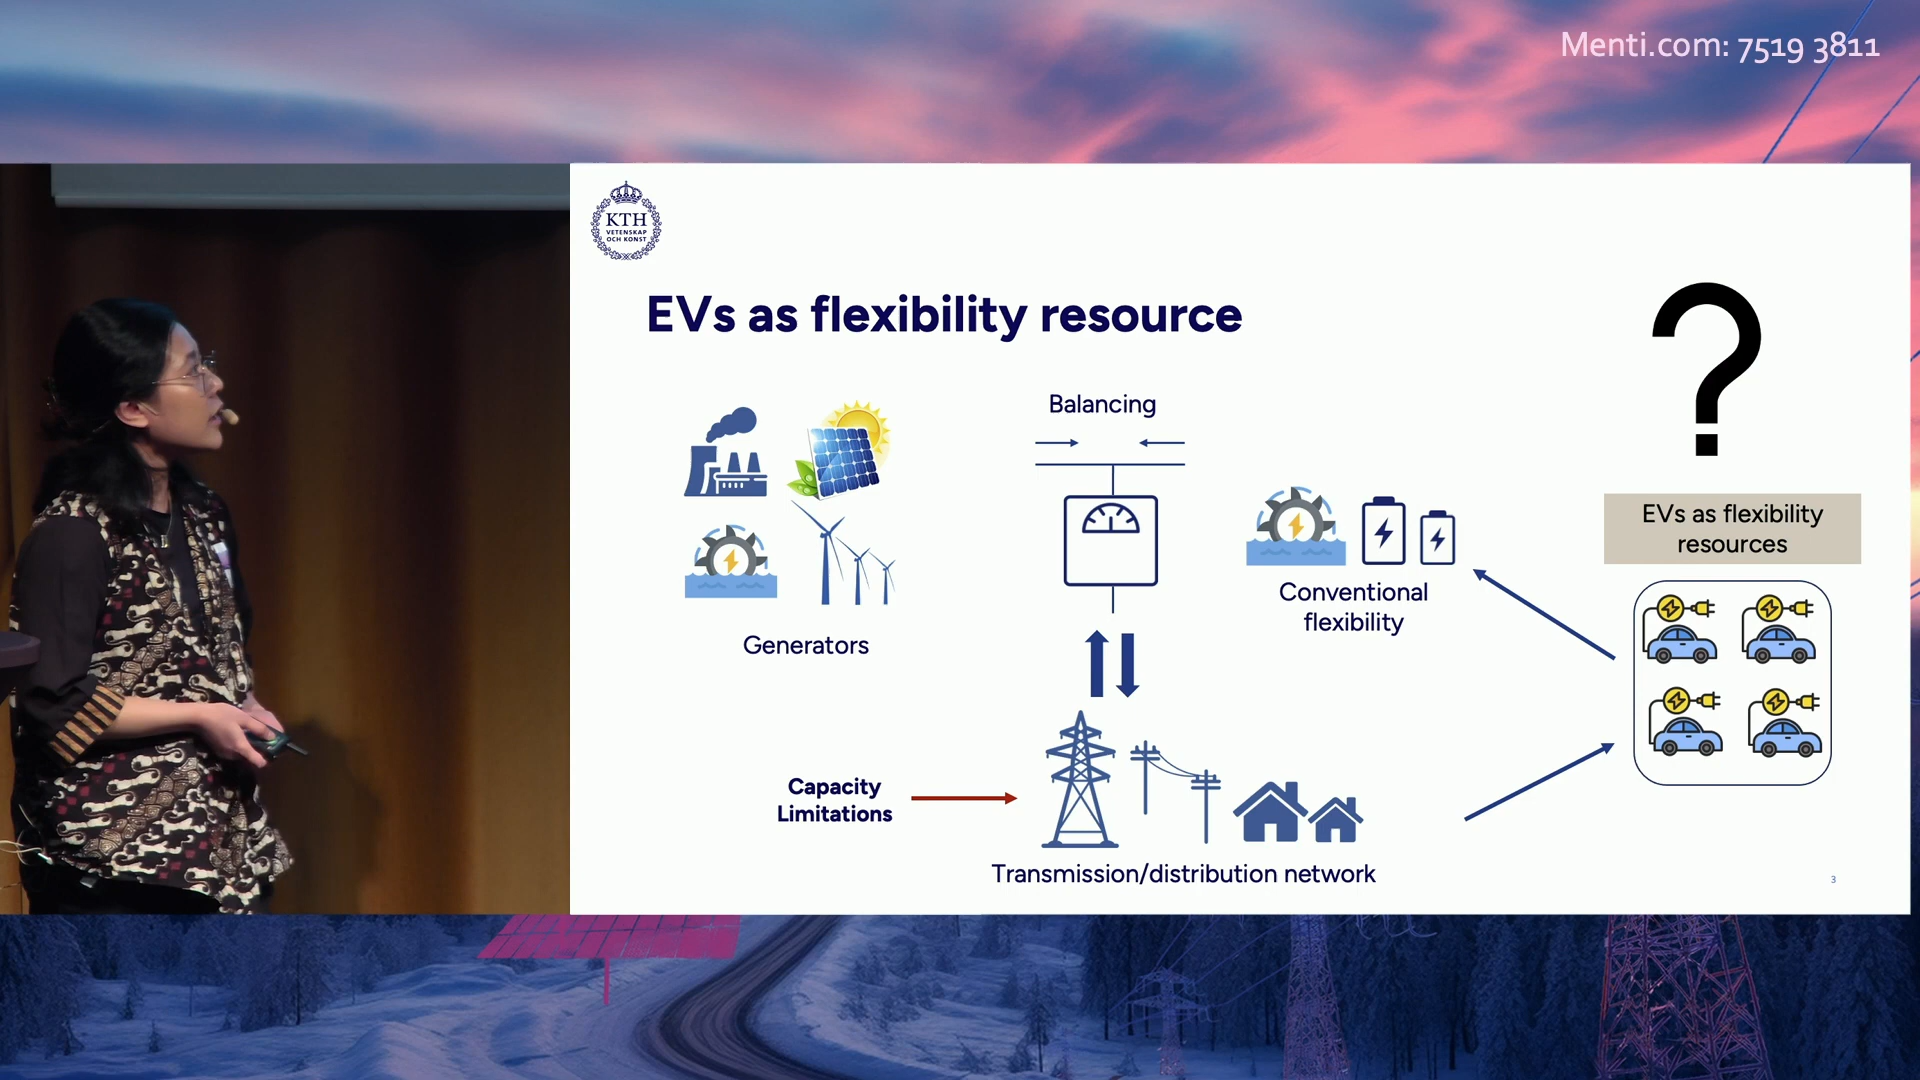 Menti.com: 7519 3811
KTH
VETENSKAP
OCH KONST
EVs as flexibility resource
Balancing
Generators
Conventional
flexibility
EVs as flexibility
resources
Capacity
Limitations
Transmission/distribution network
3